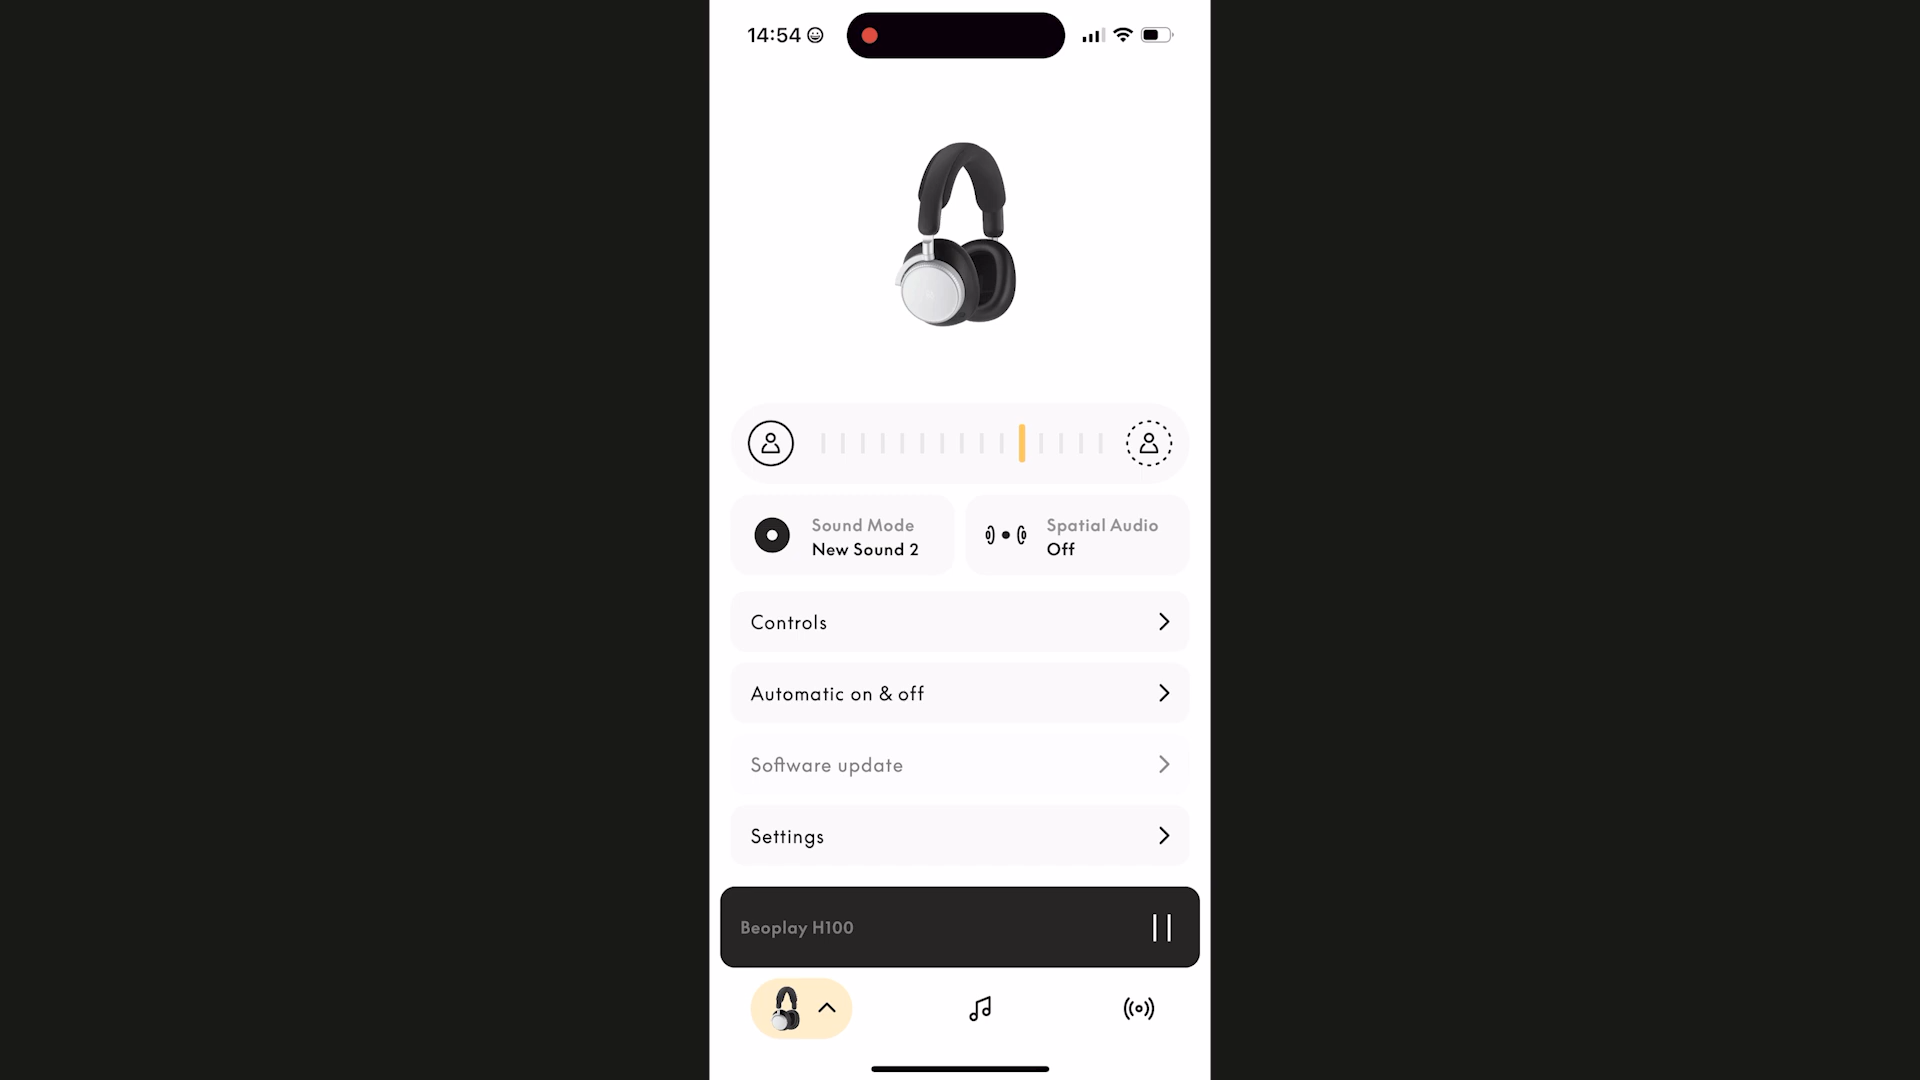 14:54
Sound Mode
New Sound 2
Spatial Audio
Off
Controls
Automatic on & off
Software update
Settings
Beoplay H100